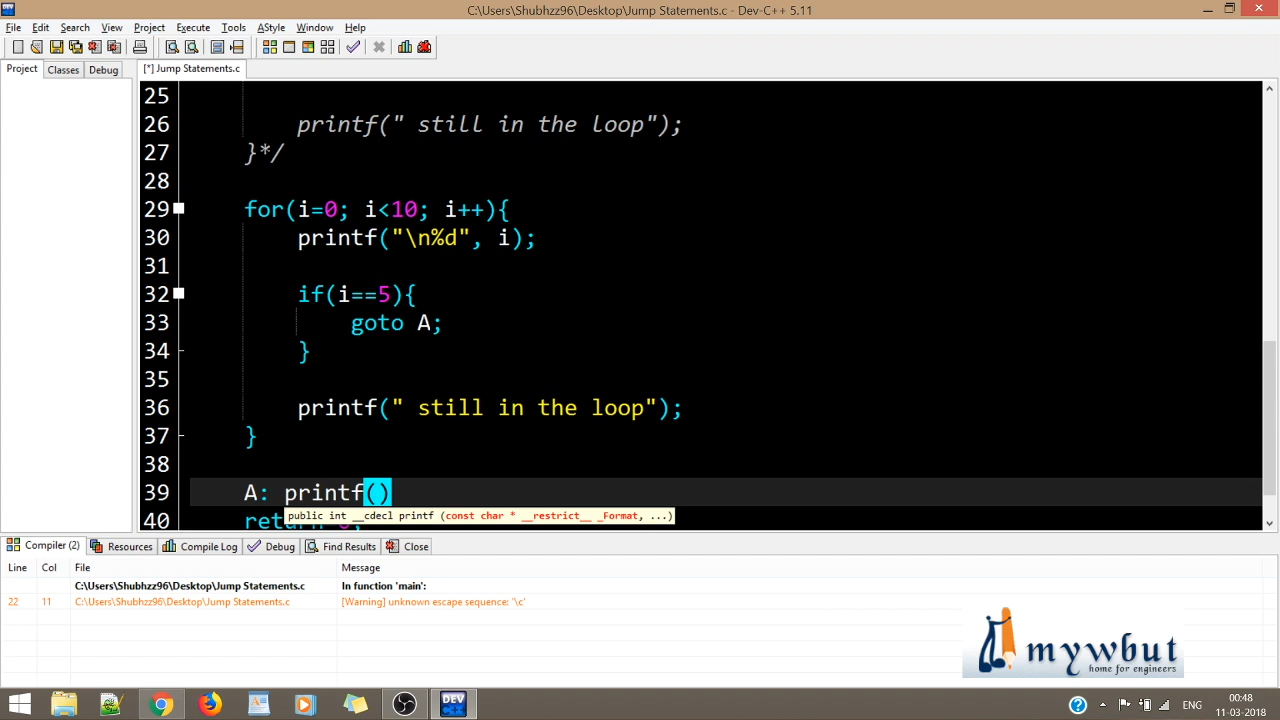 C:\Users\Shubhzz96\Desktop\Jump Statements.c - Dev-C++ 5.11
File Edit Search View Project Execute Tools AStyle Window Help
Project Classes Debug [*] Jump Statements.c
25
26 printf(" still in the loop");
27 }*/
28
29 for(i=0; i<10; i++){
30 printf("\n%d", i);
31
32 if(i==5){
33 goto A;
34 }
35
36 printf(" still in the loop");
37 }
38
39 A: printf()
public int __cdecl printf (const char * __restrict__ _Format, ...)
40 return 0;
Compiler (2) Resources Compile Log Debug Find Results Close
Line Col File Message
C:\Users\Shubhzz96\Desktop\Jump Statements.c In function 'main':
22 11 C:\Users\Shubhzz96\Desktop\Jump Statements.c [Warning] unknown escape sequence: '\c'
mywbut
home for engineers
DEV
ENG
00:48
11-03-2018